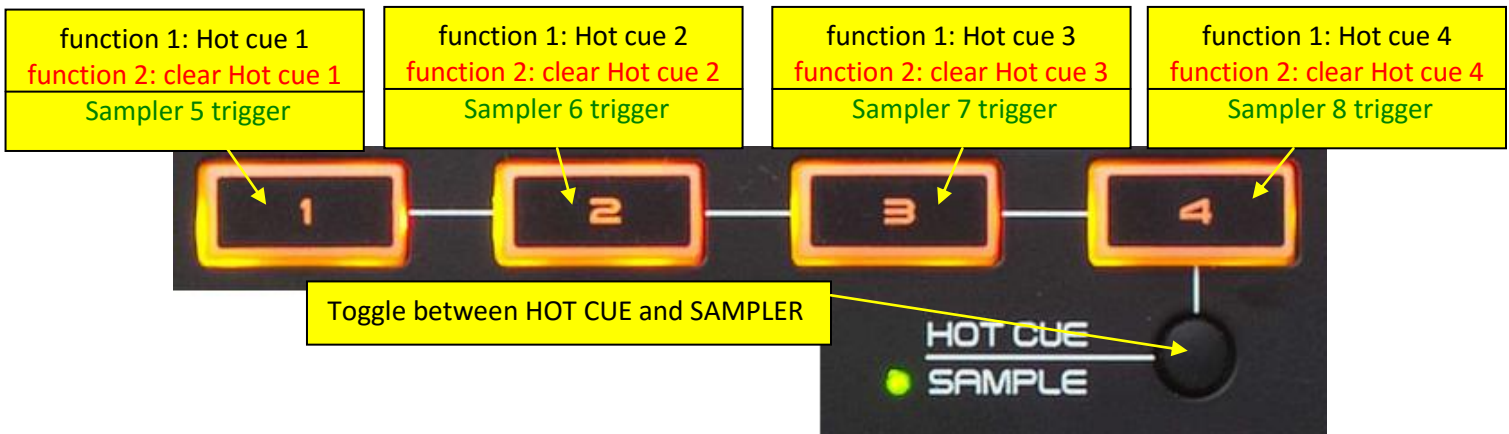 function 1: Hot cue 1
function 2: clear Hot cue 1
Sampler 5 trigger
function 1: Hot cue 2
function 2: clear Hot cue 2
Sampler 6 trigger
function 1: Hot cue 3
function 2: clear Hot cue 3
Sampler 7 trigger
function 1: Hot cue 4
function 2: clear Hot cue 4
Sampler 8 trigger
1
2
3
4
Toggle between HOT CUE and SAMPLER
HOT CUE
SAMPLE